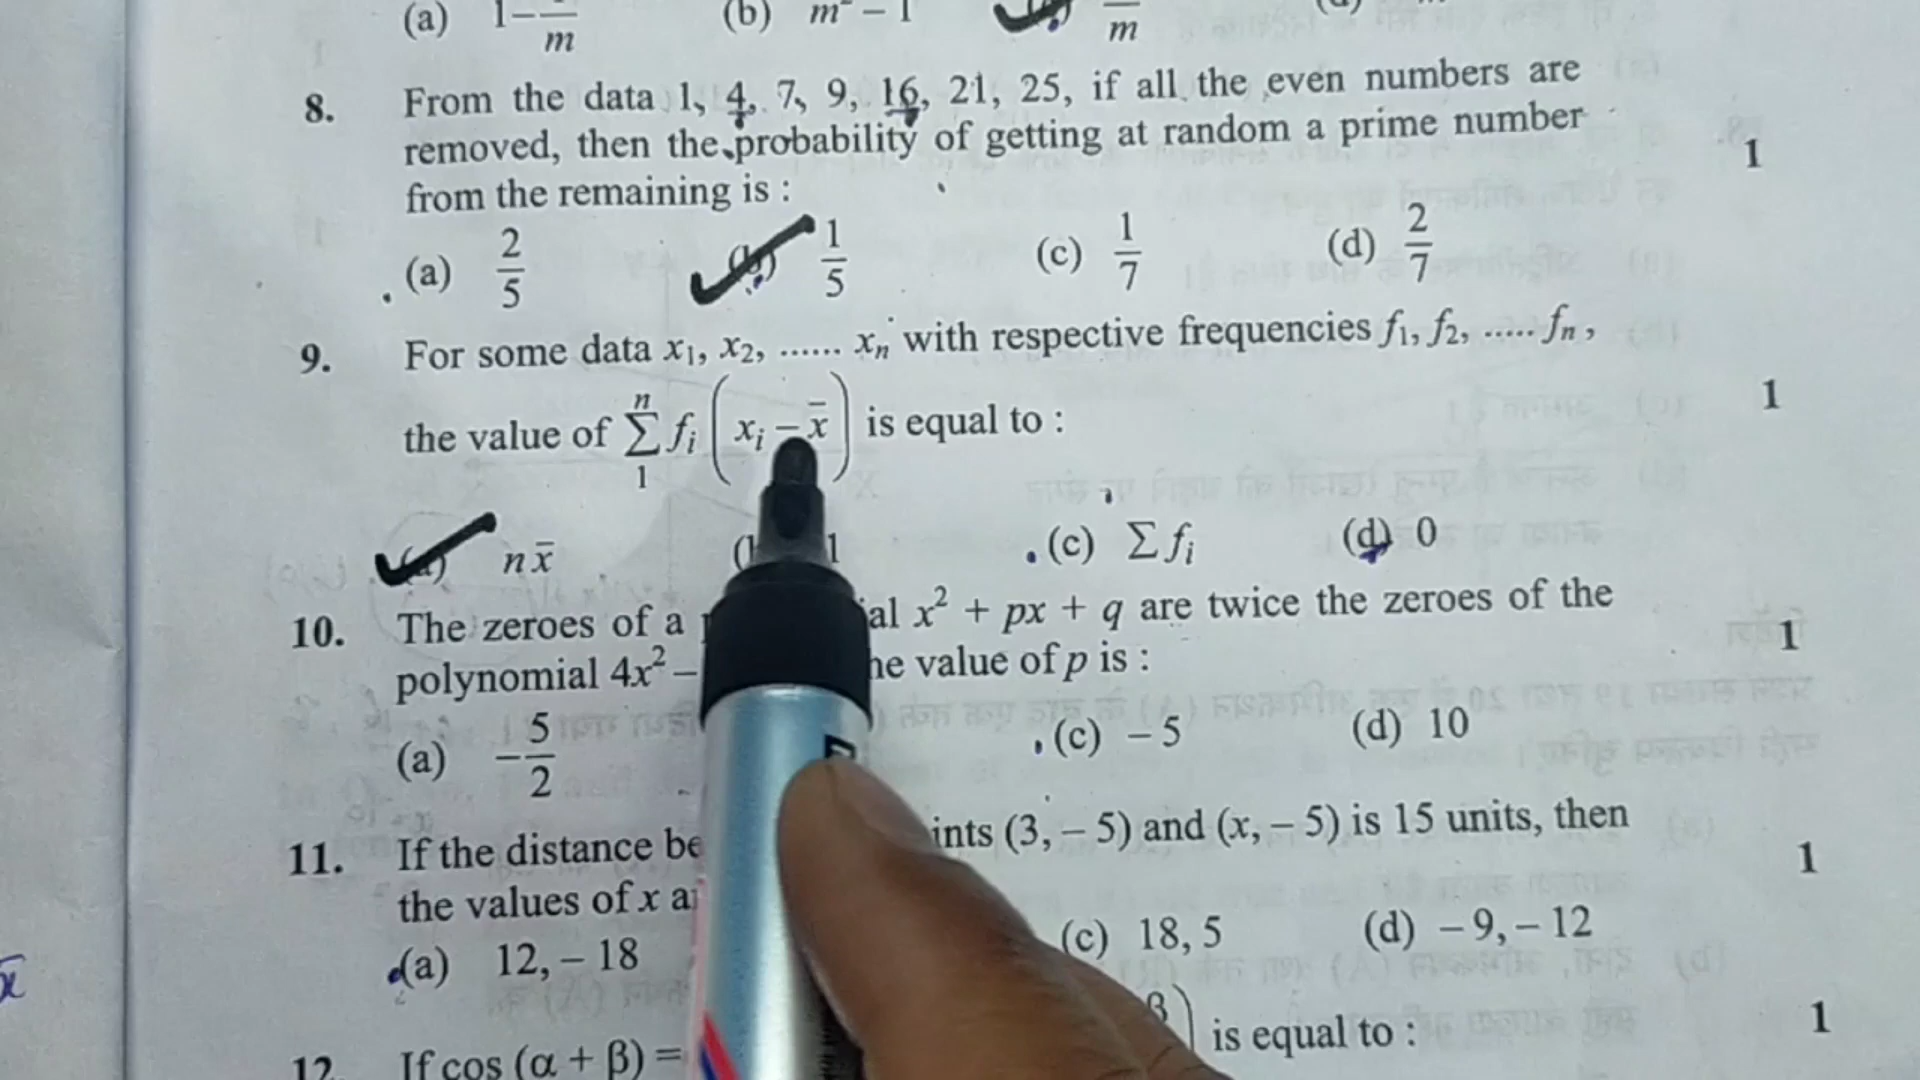 (a) 1 − m (b) m² − 1 m
8. From the data 1, 4, 7, 9, 16, 21, 25, if all the even numbers are
removed, then the probability of getting at random a prime number
from the remaining is : 1
(a) 2/5 (b) 1/5 (c) 1/7 (d) 2/7
9. For some data x₁, x₂, ...... xₙ with respective frequencies f₁, f₂, ..... fₙ,
the value of n∑1 fᵢ (xᵢ − x̄) is equal to : 1
(a) n x̄ 1 (c) ∑fᵢ (d) 0
10. The zeroes of a x² + px + q are twice the zeroes of the
polynomial 4x² − value of p is : 1
(a) −5/2 (c) − 5 (d) 10
11. If the distance (3, − 5) and (x, − 5) is 15 units, then
the values of x 1
(a) 12, − 18 (c) 18, 5 (d) − 9, − 12
12. If cos (α + β) = β) is equal to : 1
x̄